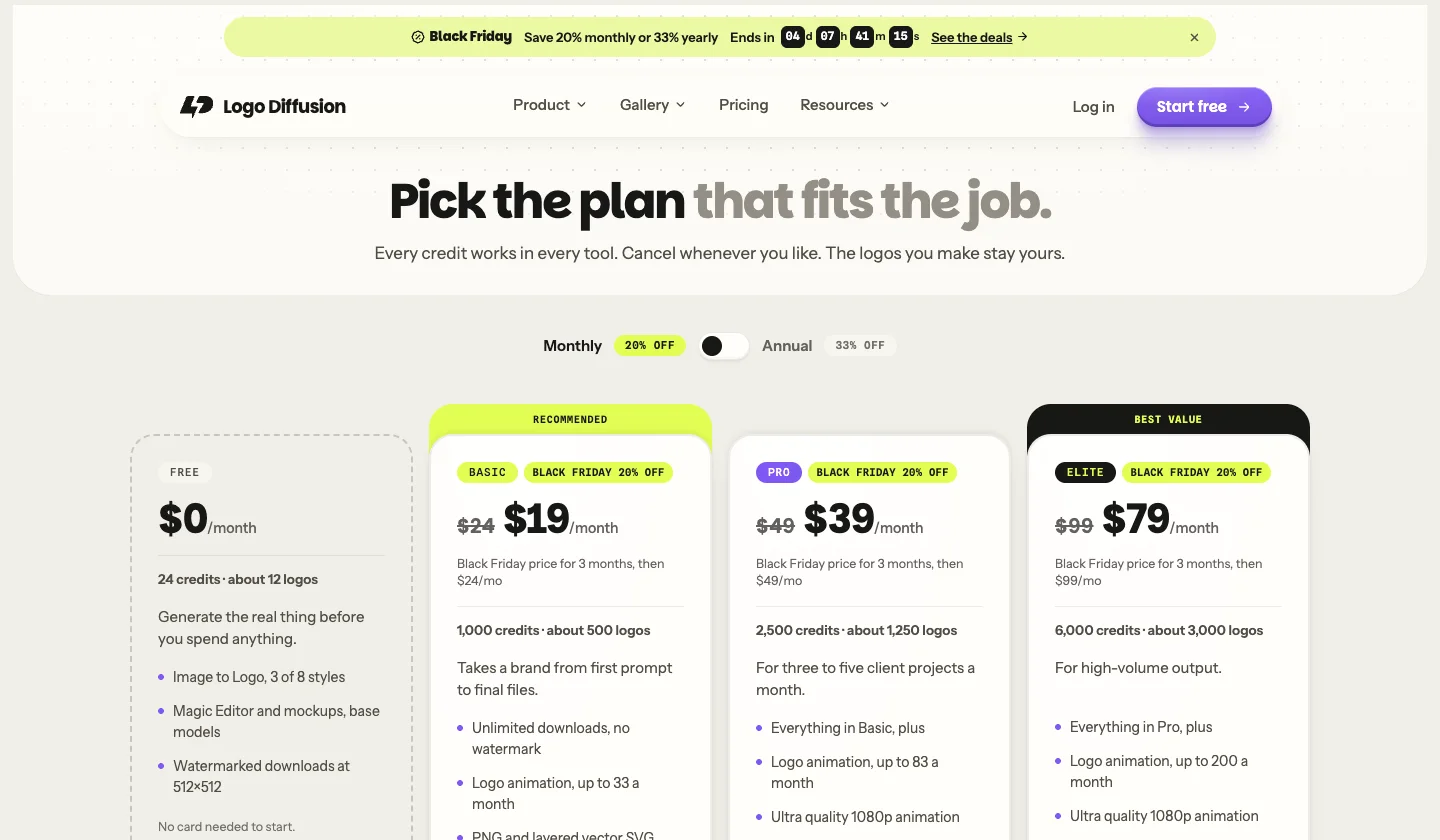 Black Friday Save 20% monthly or 33% yearly Ends in 04 d 07 h 41 m 15 s See the deals → ×
Logo Diffusion Product Gallery Pricing Resources Log in Start free →
Pick the plan that fits the job.
Every credit works in every tool. Cancel whenever you like. The logos you make stay yours.
Monthly 20% OFF Annual 33% OFF
FREE
$0/month
24 credits · about 12 logos
Generate the real thing before
you spend anything.
Image to Logo, 3 of 8 styles
Magic Editor and mockups, base
models
Watermarked downloads at
512×512
No card needed to start.
RECOMMENDED
BASIC BLACK FRIDAY 20% OFF
$24 $19/month
Black Friday price for 3 months, then
$24/mo
1,000 credits · about 500 logos
Takes a brand from first prompt
to final files.
Unlimited downloads, no
watermark
Logo animation, up to 33 a
month
PNG and layered vector SVG
PRO BLACK FRIDAY 20% OFF
$49 $39/month
Black Friday price for 3 months, then
$49/mo
2,500 credits · about 1,250 logos
For three to five client projects a
month.
Everything in Basic, plus
Logo animation, up to 83 a
month
Ultra quality 1080p animation
BEST VALUE
ELITE BLACK FRIDAY 20% OFF
$99 $79/month
Black Friday price for 3 months, then
$99/mo
6,000 credits · about 3,000 logos
For high-volume output.
Everything in Pro, plus
Logo animation, up to 200 a
month
Ultra quality 1080p animation